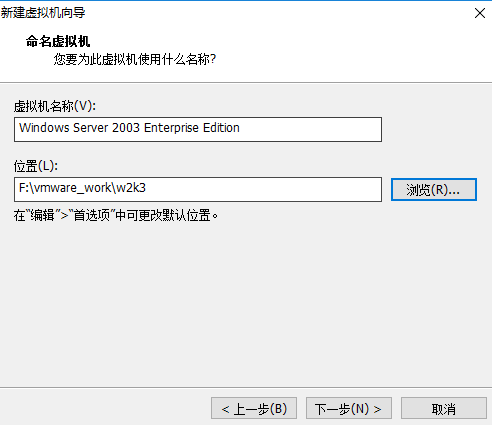 新建虚拟机向导
命名虚拟机
您要为此虚拟机使用什么名称?
虚拟机名称(V):
Windows Server 2003 Enterprise Edition
位置(L):
F:\vmware_work\w2k3
浏览(R)...
在“编辑”>“首选项”中可更改默认位置。
< 上一步(B)
下一步(N) >
取消